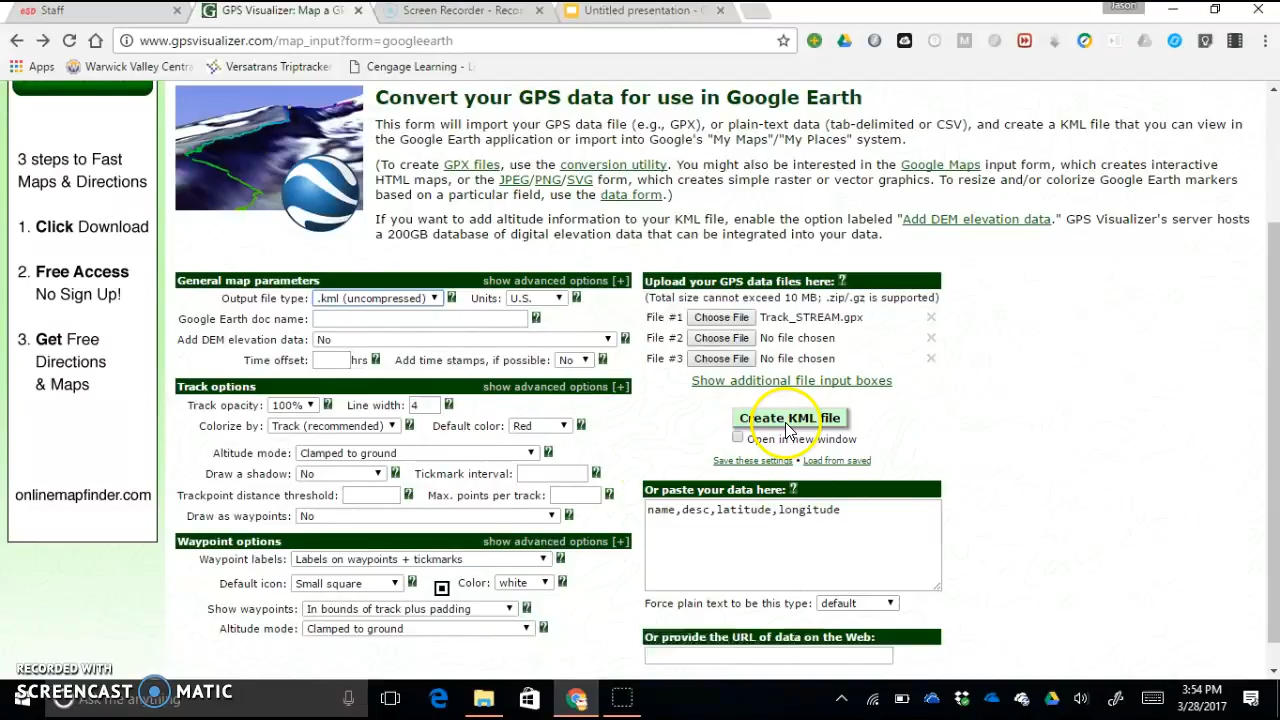 Staff
GPS Visualizer: Map a GP
Screen Recorder - Reco
Untitled presentation - G
Jason
www.gpsvisualizer.com/map_input?form=googleearth
Apps
Warwick Valley Centra
Versatrans Triptracker
Cengage Learning - L
3 steps to Fast
Maps & Directions
1. Click Download
2. Free Access
No Sign Up!
3. Get Free
Directions
& Maps
onlinemapfinder.com
Convert your GPS data for use in Google Earth
This form will import your GPS data file (e.g., GPX), or plain-text data (tab-delimited or CSV), and create a KML file that you can view in
the Google Earth application or import into Google's "My Maps"/"My Places" system.
(To create GPX files, use the conversion utility. You might also be interested in the Google Maps input form, which creates interactive
HTML maps, or the JPEG/PNG/SVG form, which creates simple raster or vector graphics. To resize and/or colorize Google Earth markers
based on a particular field, use the data form.)
If you want to add altitude information to your KML file, enable the option labeled "Add DEM elevation data." GPS Visualizer's server hosts
a 200GB database of digital elevation data that can be integrated into your data.
General map parameters show advanced options [+]
Output file type: .kml (uncompressed) Units: U.S.
Google Earth doc name:
Add DEM elevation data: No
Time offset: hrs Add time stamps, if possible: No
Track options show advanced options [+]
Track opacity: 100% Line width: 4
Colorize by: Track (recommended) Default color: Red
Altitude mode: Clamped to ground
Draw a shadow: No Tickmark interval:
Trackpoint distance threshold: Max. points per track:
Draw as waypoints: No
Waypoint options show advanced options [+]
Waypoint labels: Labels on waypoints + tickmarks
Default icon: Small square Color: white
Show waypoints: In bounds of track plus padding
Altitude mode: Clamped to ground
Upload your GPS data files here:
(Total size cannot exceed 10 MB; .zip/.gz is supported)
File #1 Choose File Track_STREAM.gpx
File #2 Choose File No file chosen
File #3 Choose File No file chosen
Show additional file input boxes
Create KML file
Open in new window
Save these settings • Load from saved
Or paste your data here:
name,desc,latitude,longitude
Force plain text to be this type: default
Or provide the URL of data on the Web:
RECORDED WITH
SCREENCAST MATIC
Ask me anything
3:54 PM
3/28/2017